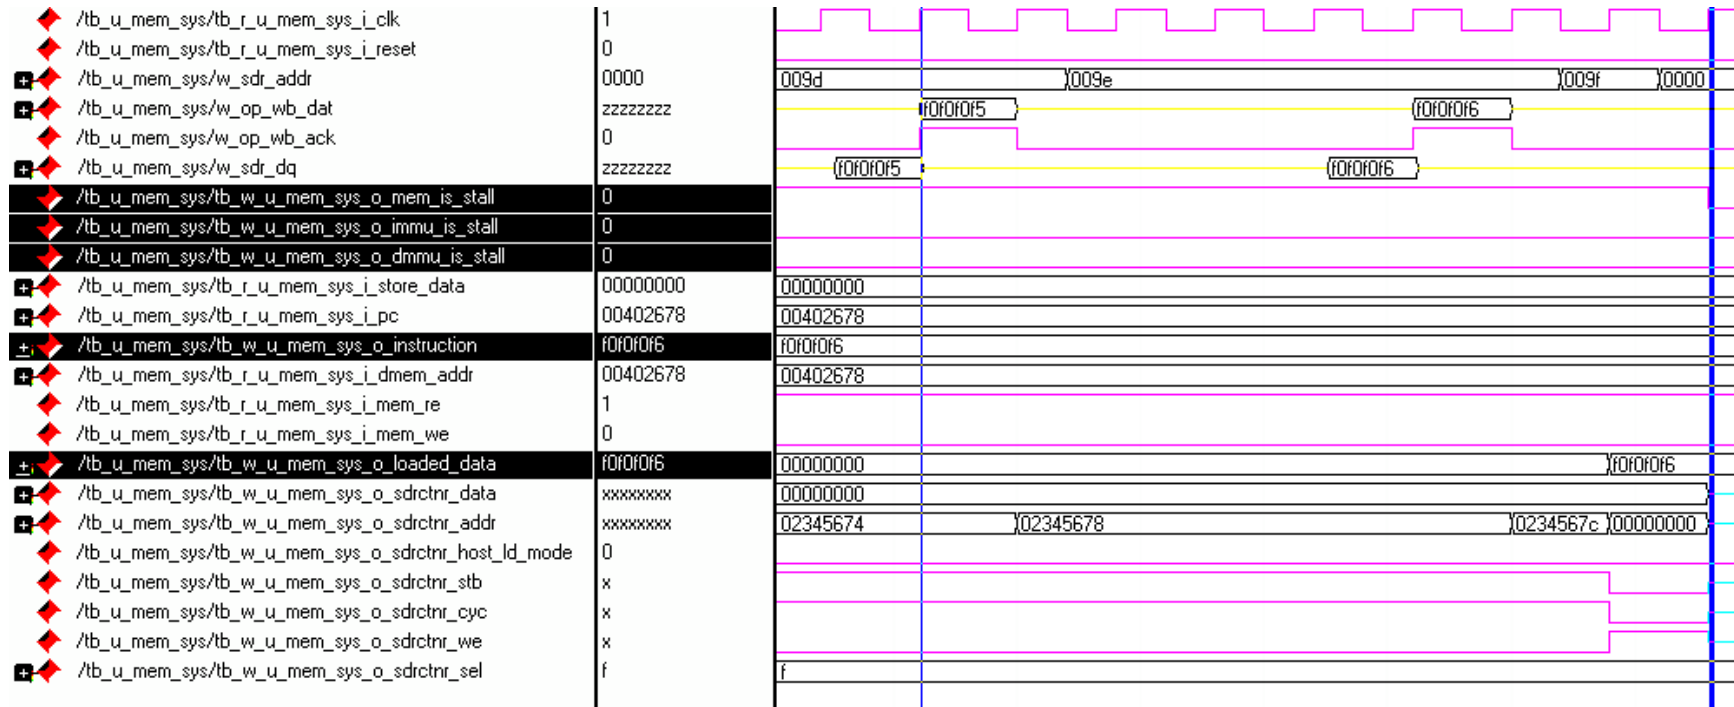 /tb_u_mem_sys/tb_r_u_mem_sys_i_clk 1
/tb_u_mem_sys/tb_r_u_mem_sys_i_reset 0
/tb_u_mem_sys/w_sdr_addr 0000 009d 009e 009f 0000
/tb_u_mem_sys/w_op_wb_dat zzzzzzzz f0f0f0f5 f0f0f0f6
/tb_u_mem_sys/w_op_wb_ack 0
/tb_u_mem_sys/w_sdr_dq zzzzzzzz f0f0f0f5 f0f0f0f6
/tb_u_mem_sys/tb_w_u_mem_sys_o_mem_is_stall 0
/tb_u_mem_sys/tb_w_u_mem_sys_o_immu_is_stall 0
/tb_u_mem_sys/tb_w_u_mem_sys_o_dmmu_is_stall 0
/tb_u_mem_sys/tb_r_u_mem_sys_i_store_data 00000000 00000000
/tb_u_mem_sys/tb_r_u_mem_sys_i_pc 00402678 00402678
/tb_u_mem_sys/tb_w_u_mem_sys_o_instruction f0f0f0f6 f0f0f0f6
/tb_u_mem_sys/tb_r_u_mem_sys_i_dmem_addr 00402678 00402678
/tb_u_mem_sys/tb_r_u_mem_sys_i_mem_re 1
/tb_u_mem_sys/tb_r_u_mem_sys_i_mem_we 0
/tb_u_mem_sys/tb_w_u_mem_sys_o_loaded_data f0f0f0f6 00000000 f0f0f0f6
/tb_u_mem_sys/tb_w_u_mem_sys_o_sdrctnr_data xxxxxxxx 00000000
/tb_u_mem_sys/tb_w_u_mem_sys_o_sdrctnr_addr xxxxxxxx 02345674 02345678 0234567c 00000000
/tb_u_mem_sys/tb_w_u_mem_sys_o_sdrctnr_host_ld_mode 0
/tb_u_mem_sys/tb_w_u_mem_sys_o_sdrctnr_stb x
/tb_u_mem_sys/tb_w_u_mem_sys_o_sdrctnr_cyc x
/tb_u_mem_sys/tb_w_u_mem_sys_o_sdrctnr_we x
/tb_u_mem_sys/tb_w_u_mem_sys_o_sdrctnr_sel f f